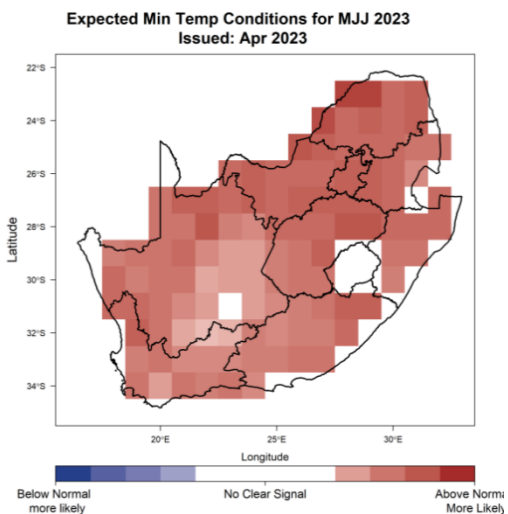 Expected Min Temp Conditions for MJJ 2023
Issued: Apr 2023
22°S
24°S
26°S
28°S
30°S
32°S
34°S
Latitude
20°E 25°E 30°E
Longitude
Below Normal No Clear Signal Above Norma
more likely More Likely